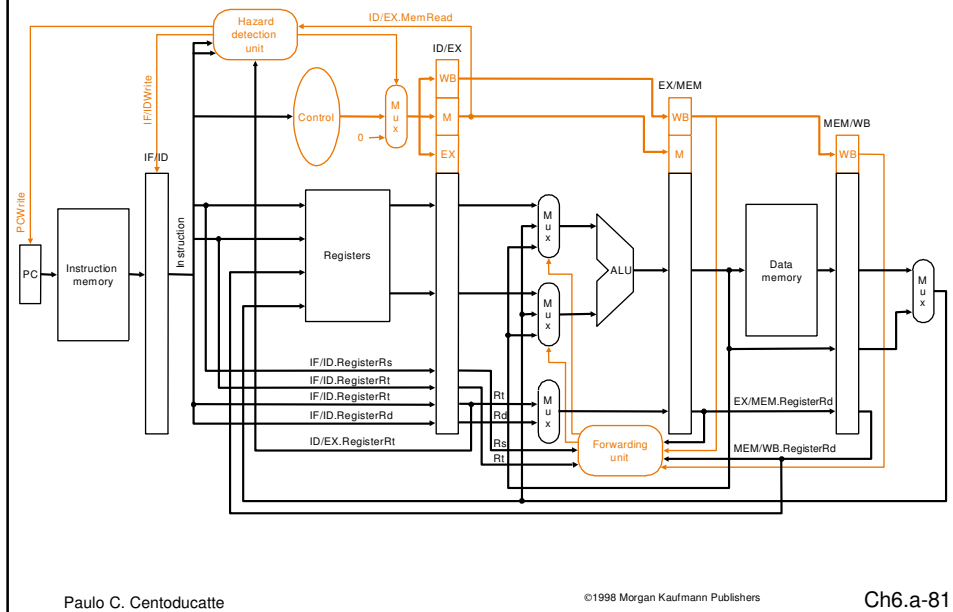 Hazard
detection
unit
ID/EX.MemRead
ID/EX
WB
M
EX
EX/MEM
WB
M
MEM/WB
WB
Control
M
u
x
0
IF/IDWrite
PCWrite
IF/ID
PC
Instruction
memory
Instruction
Registers
M
u
x
M
u
x
ALU
Data
memory
M
u
x
IF/ID.RegisterRs
IF/ID.RegisterRt
IF/ID.RegisterRt
IF/ID.RegisterRd
ID/EX.RegisterRt
Rt
Rd
Rs
Rt
M
u
x
Forwarding
unit
EX/MEM.RegisterRd
MEM/WB.RegisterRd
Paulo C. Centoducatte
©1998 Morgan Kaufmann Publishers
Ch6.a-81